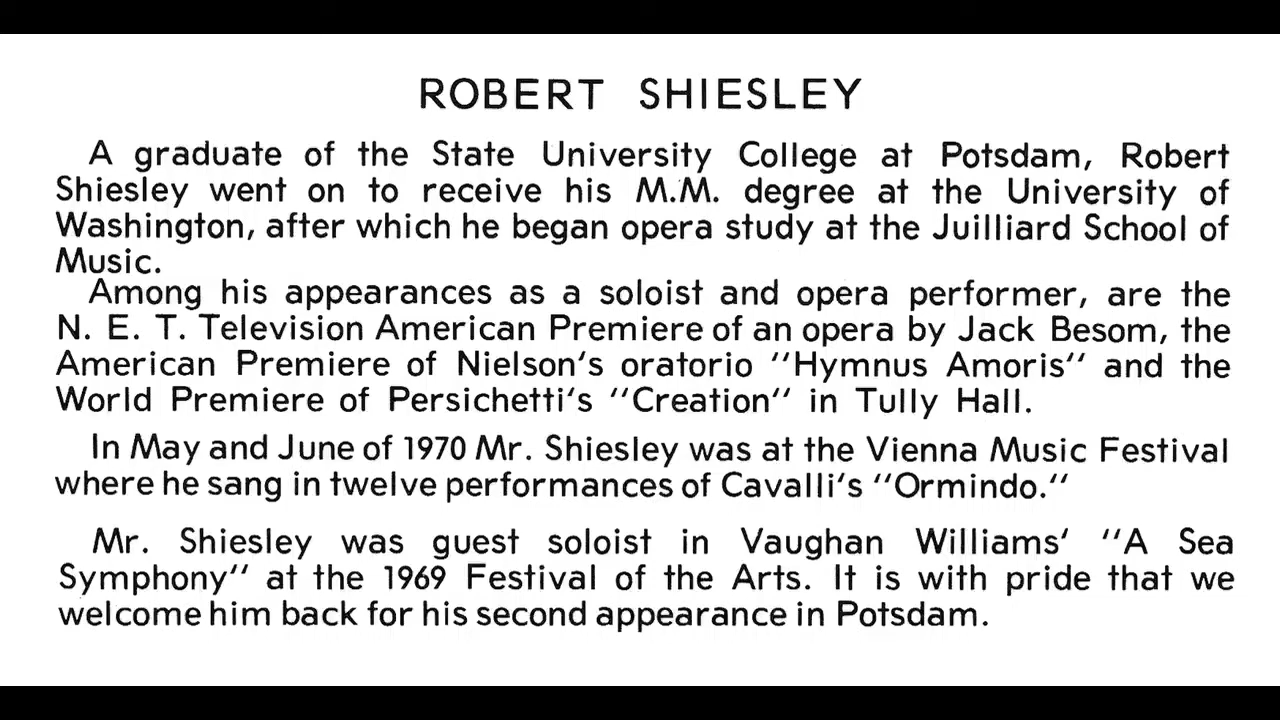 ROBERT SHIESLEY
A graduate of the State University College at Potsdam, Robert
Shiesley went on to receive his M.M. degree at the University of
Washington, after which he began opera study at the Juilliard School of
Music.
Among his appearances as a soloist and opera performer, are the
N. E. T. Television American Premiere of an opera by Jack Besom, the
American Premiere of Nielson's oratorio "Hymnus Amoris" and the
World Premiere of Persichetti's "Creation" in Tully Hall.
In May and June of 1970 Mr. Shiesley was at the Vienna Music Festival
where he sang in twelve performances of Cavalli's "Ormindo."
Mr. Shiesley was guest soloist in Vaughan Williams' "A Sea
Symphony" at the 1969 Festival of the Arts. It is with pride that we
welcome him back for his second appearance in Potsdam.